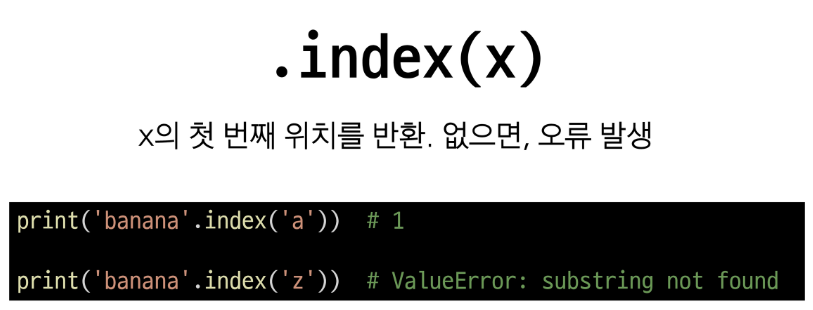 .index(x)
x의 첫 번째 위치를 반환. 없으면, 오류 발생
print('banana'.index('a'))  # 1
print('banana'.index('z'))  # ValueError: substring not found